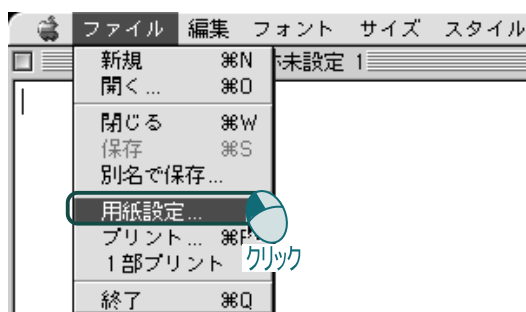 ファイル 編集 フォント サイズ スタイル
未設定 1
新規 ⌘N
開く... ⌘O
閉じる ⌘W
保存 ⌘S
別名で保存...
用紙設定...
プリント... ⌘P
1部プリント
クリック
終了 ⌘Q